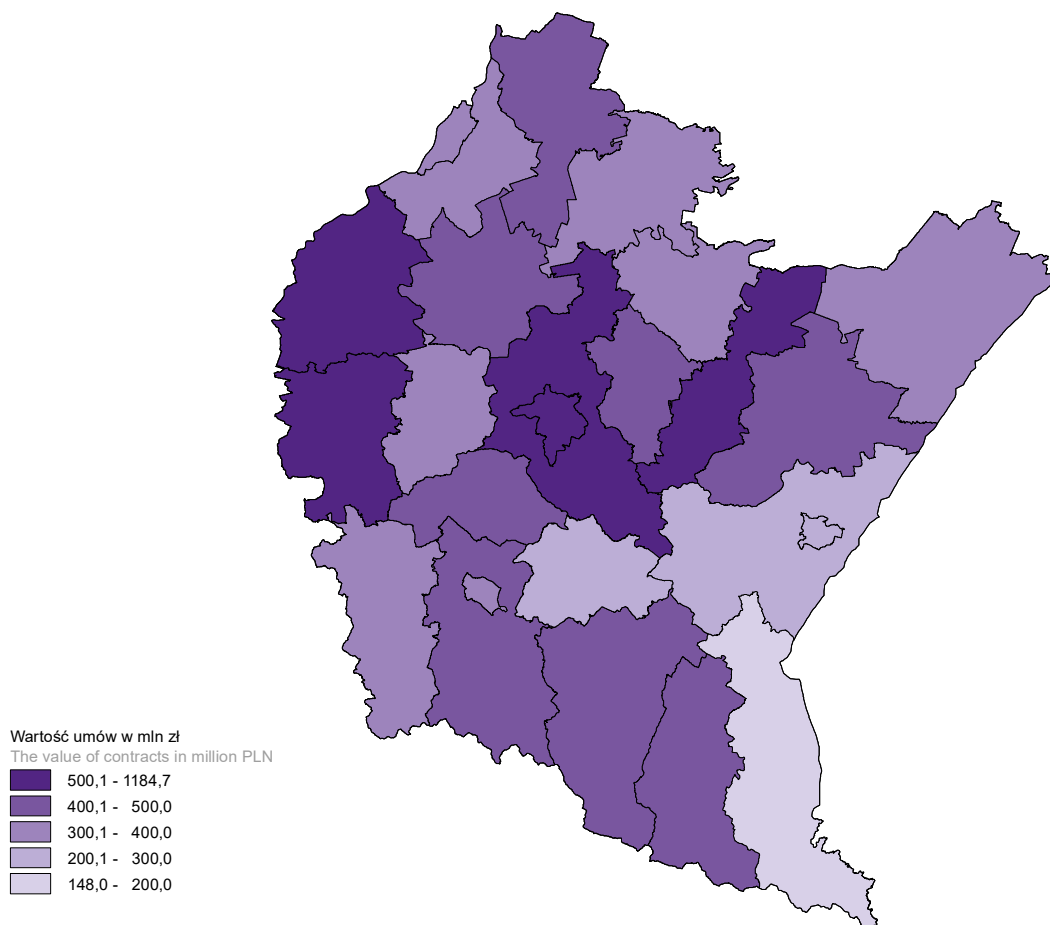 Wartość umów w mln zł
The value of contracts in million PLN
500,1 - 1184,7
400,1 - 500,0
300,1 - 400,0
200,1 - 300,0
148,0 - 200,0